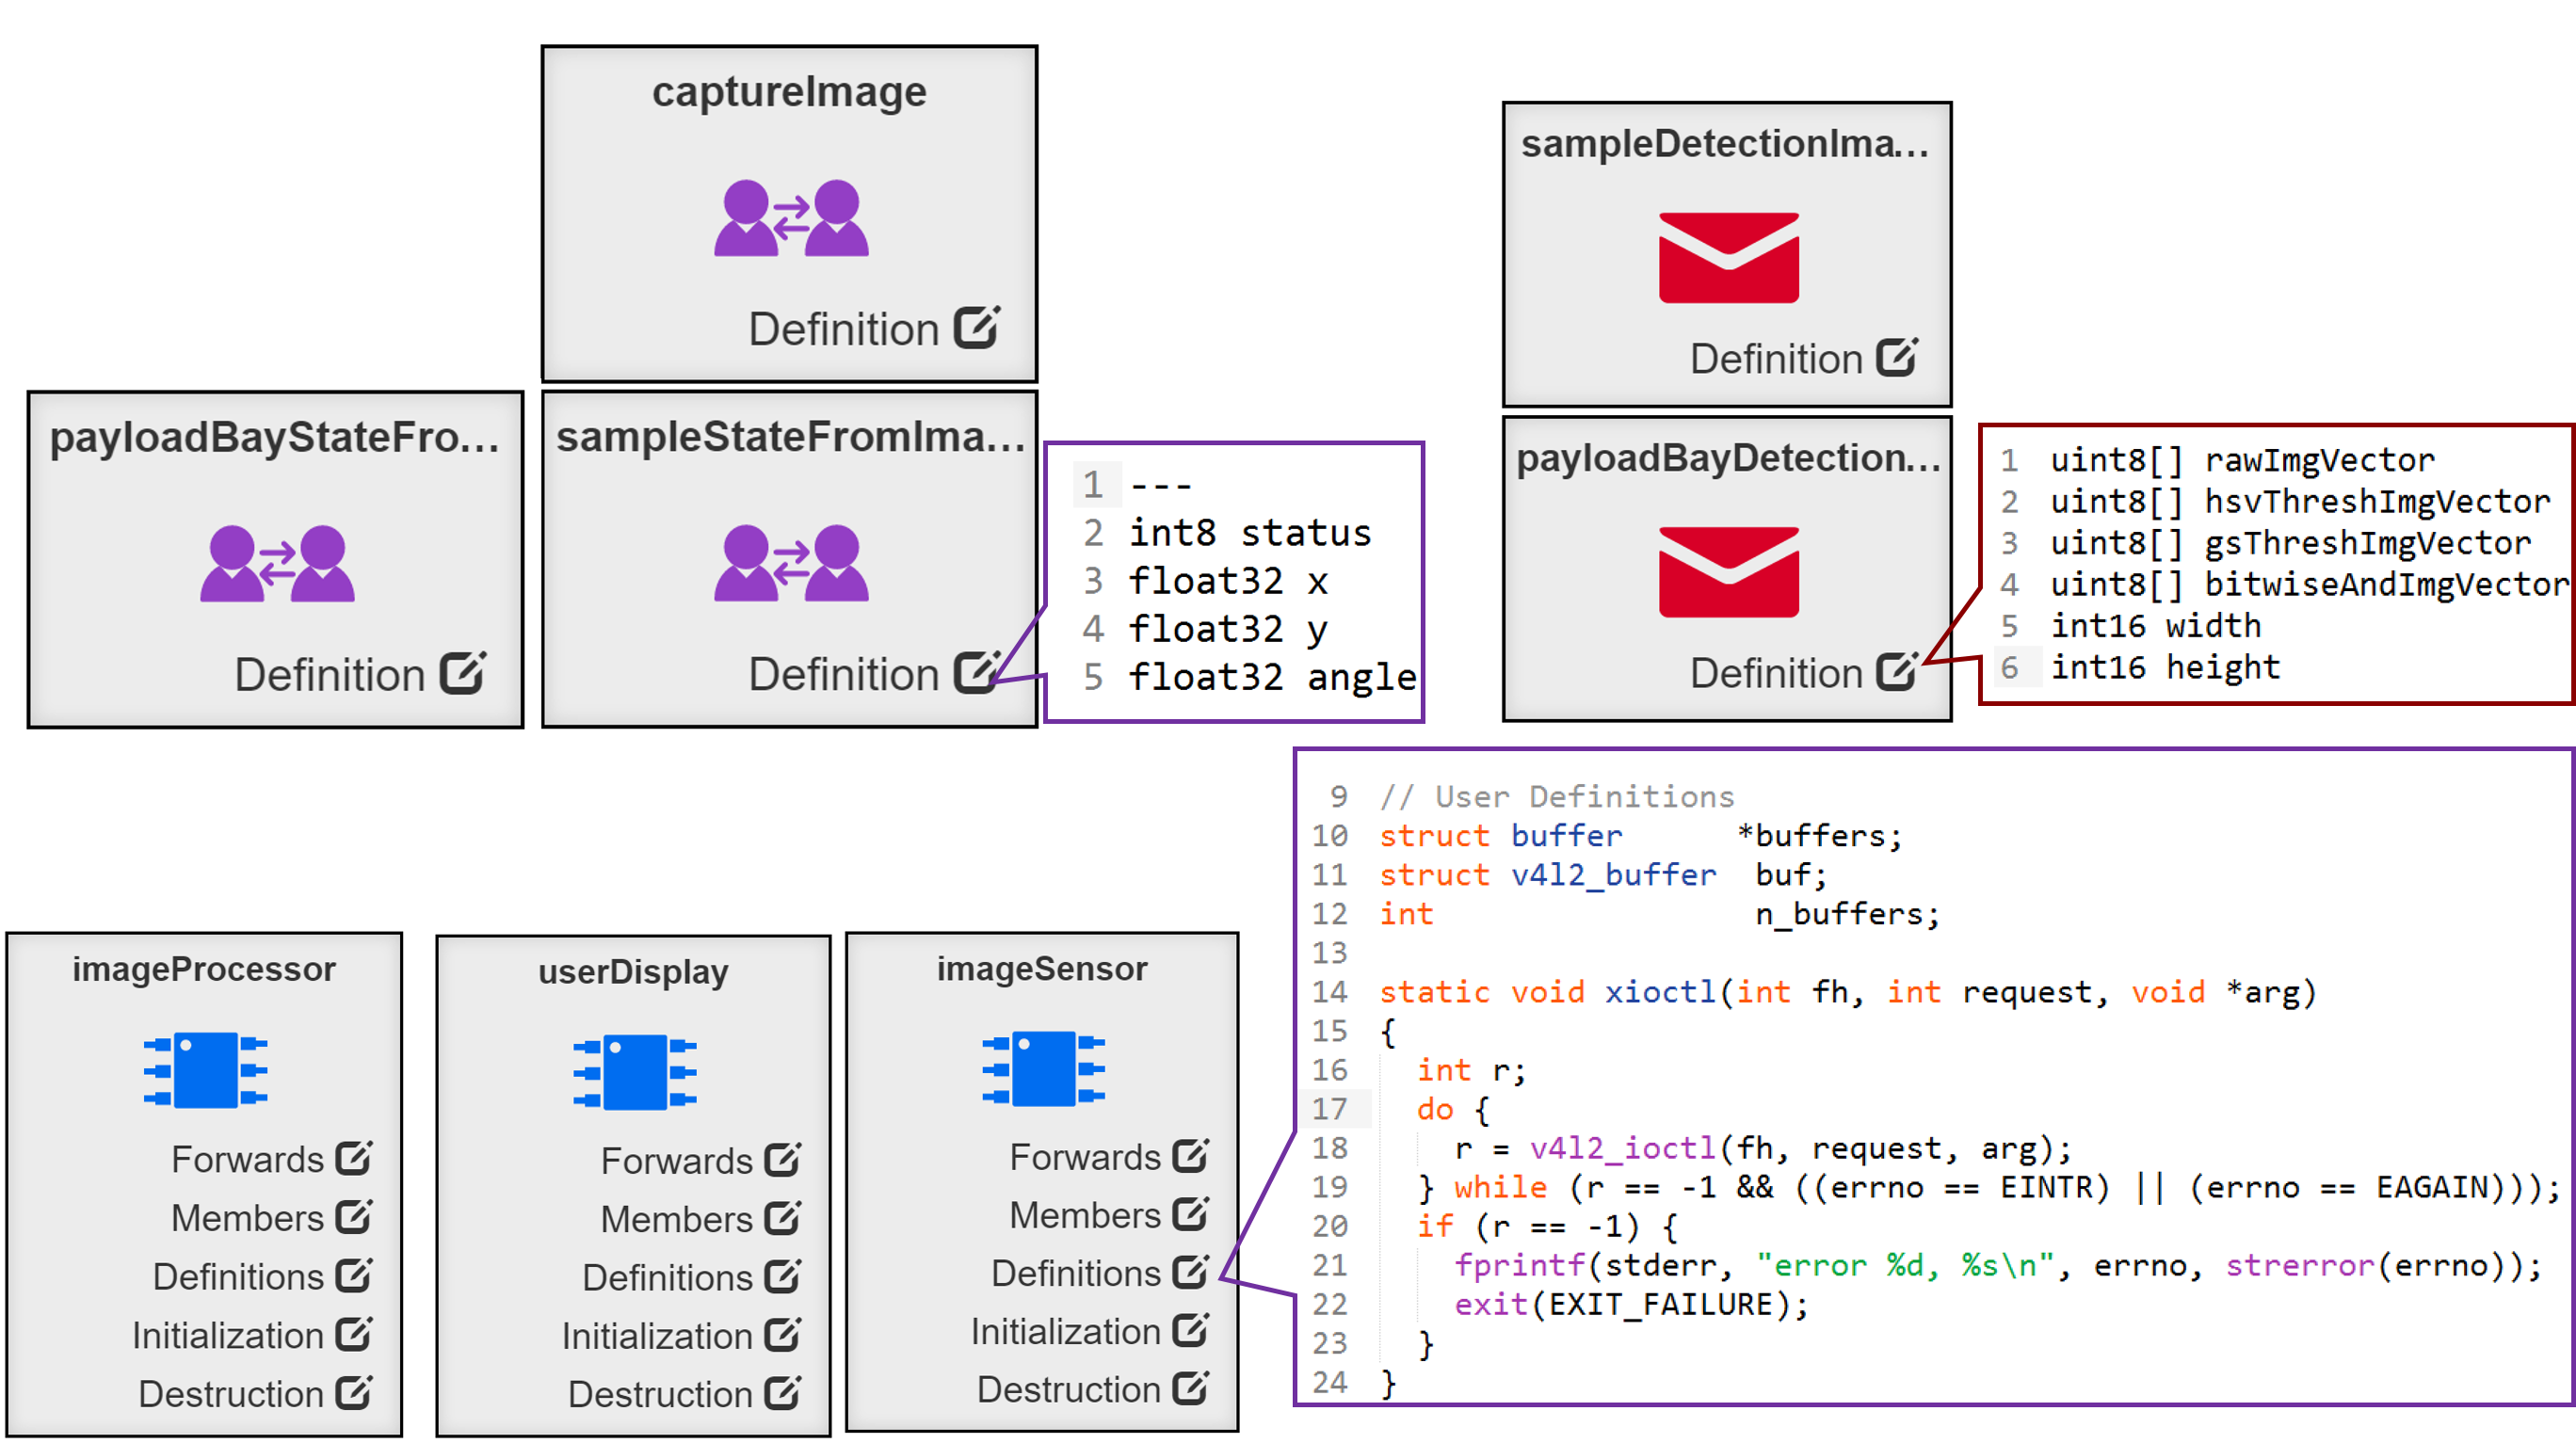 captureImage
Definition
sampleDetectionIma...
Definition
payloadBayStateFro...
Definition
sampleStateFromIma...
Definition
1 ---
2 int8 status
3 float32 x
4 float32 y
5 float32 angle
payloadBayDetection...
Definition
1 uint8[] rawImgVector
2 uint8[] hsvThreshImgVector
3 uint8[] gsThreshImgVector
4 uint8[] bitwiseAndImgVector
5 int16 width
6 int16 height
imageProcessor
Forwards
Members
Definitions
Initialization
Destruction
userDisplay
Forwards
Members
Definitions
Initialization
Destruction
imageSensor
Forwards
Members
Definitions
Initialization
Destruction
9 // User Definitions
10 struct buffer      *buffers;
11 struct v4l2_buffer  buf;
12 int                 n_buffers;
13
14 static void xioctl(int fh, int request, void *arg)
15 {
16   int r;
17   do {
18     r = v4l2_ioctl(fh, request, arg);
19   } while (r == -1 && ((errno == EINTR) || (errno == EAGAIN)));
20   if (r == -1) {
21     fprintf(stderr, "error %d, %s\n", errno, strerror(errno));
22     exit(EXIT_FAILURE);
23   }
24 }